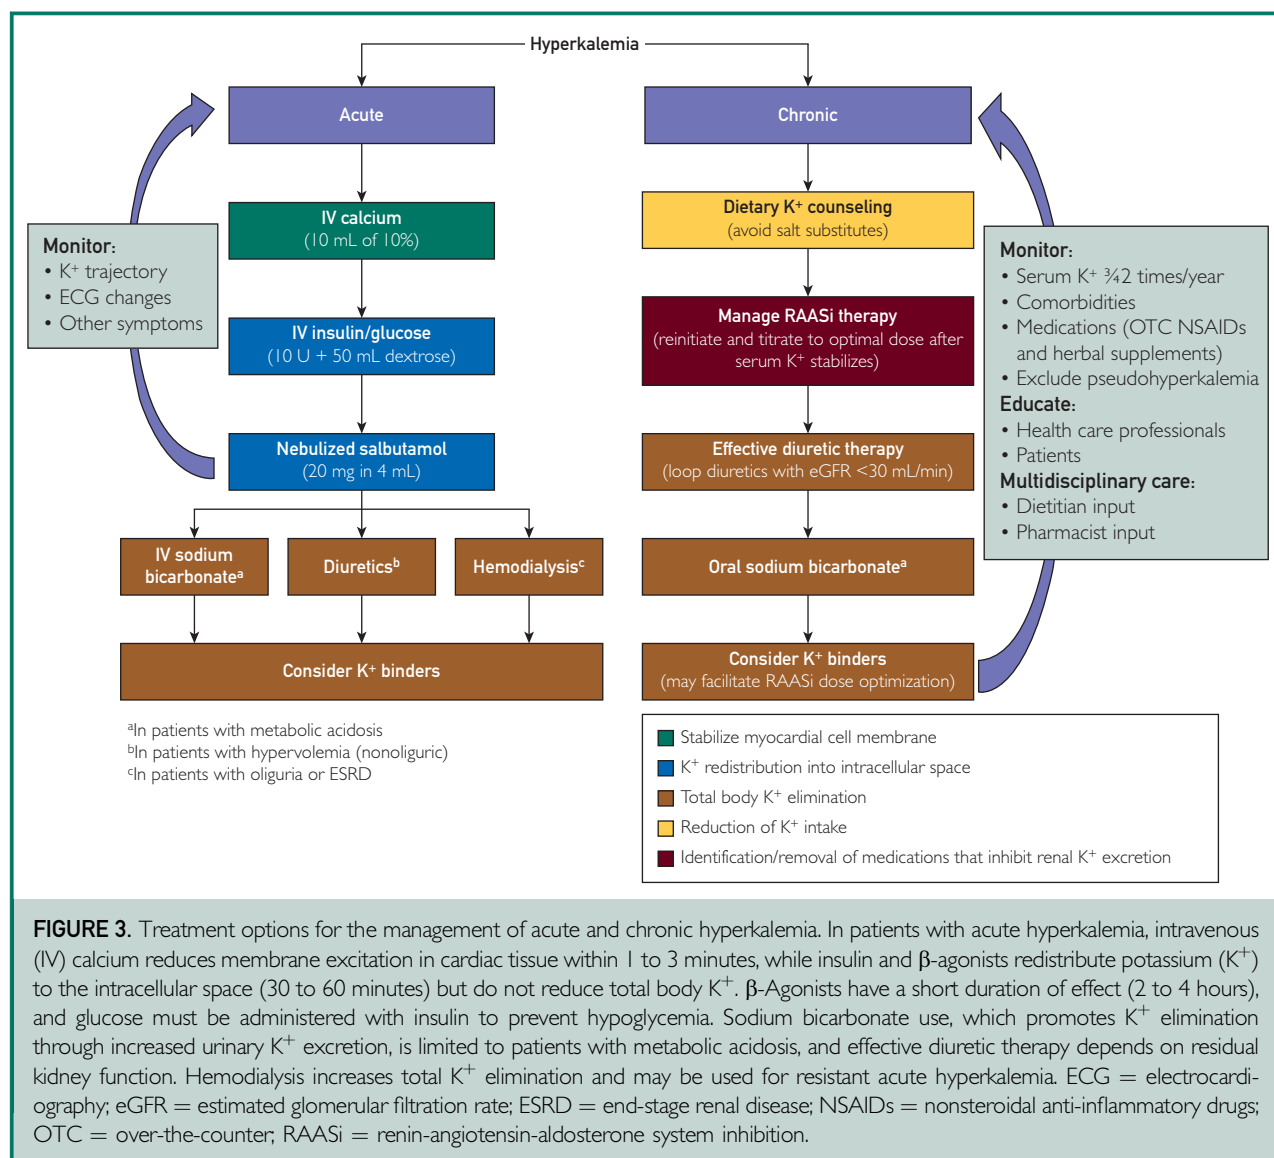 Hyperkalemia
Acute
IV calcium
(10 mL of 10%)
IV insulin/glucose
(10 U + 50 mL dextrose)
Nebulized salbutamol
(20 mg in 4 mL)
IV sodium
bicarbonateᵃ
Diureticsᵇ
Hemodialysisᶜ
Consider K⁺ binders
Monitor:
• K⁺ trajectory
• ECG changes
• Other symptoms
ᵃIn patients with metabolic acidosis
ᵇIn patients with hypervolemia (nonoliguric)
ᶜIn patients with oliguria or ESRD
Chronic
Dietary K⁺ counseling
(avoid salt substitutes)
Manage RAASi therapy
(reinitiate and titrate to optimal dose after
serum K⁺ stabilizes)
Effective diuretic therapy
(loop diuretics with eGFR <30 mL/min)
Oral sodium bicarbonateᵃ
Consider K⁺ binders
(may facilitate RAASi dose optimization)
Monitor:
• Serum K⁺ ¾2 times/year
• Comorbidities
• Medications (OTC NSAIDs
and herbal supplements)
• Exclude pseudohyperkalemia
Educate:
• Health care professionals
• Patients
Multidisciplinary care:
• Dietitian input
• Pharmacist input
Stabilize myocardial cell membrane
K⁺ redistribution into intracellular space
Total body K⁺ elimination
Reduction of K⁺ intake
Identification/removal of medications that inhibit renal K⁺ excretion
FIGURE 3. Treatment options for the management of acute and chronic hyperkalemia. In patients with acute hyperkalemia, intravenous
(IV) calcium reduces membrane excitation in cardiac tissue within 1 to 3 minutes, while insulin and β-agonists redistribute potassium (K⁺)
to the intracellular space (30 to 60 minutes) but do not reduce total body K⁺. β-Agonists have a short duration of effect (2 to 4 hours),
and glucose must be administered with insulin to prevent hypoglycemia. Sodium bicarbonate use, which promotes K⁺ elimination
through increased urinary K⁺ excretion, is limited to patients with metabolic acidosis, and effective diuretic therapy depends on residual
kidney function. Hemodialysis increases total K⁺ elimination and may be used for resistant acute hyperkalemia. ECG = electrocardi-
ography; eGFR = estimated glomerular filtration rate; ESRD = end-stage renal disease; NSAIDs = nonsteroidal anti-inflammatory drugs;
OTC = over-the-counter; RAASi = renin-angiotensin-aldosterone system inhibition.